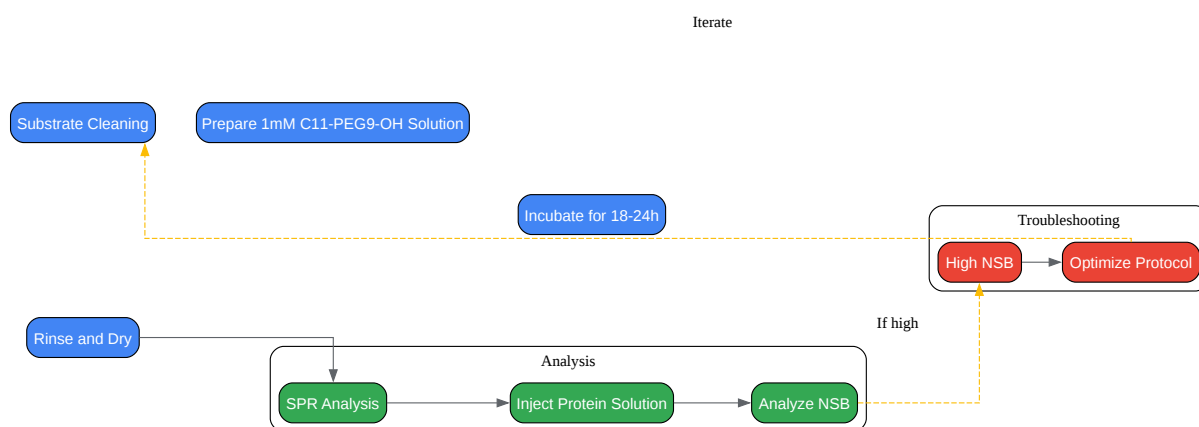 Iterate
Substrate Cleaning
Prepare 1mM C11-PEG9-OH Solution
Incubate for 18-24h
Troubleshooting
High NSB
Optimize Protocol
If high
Rinse and Dry
Analysis
SPR Analysis
Inject Protein Solution
Analyze NSB